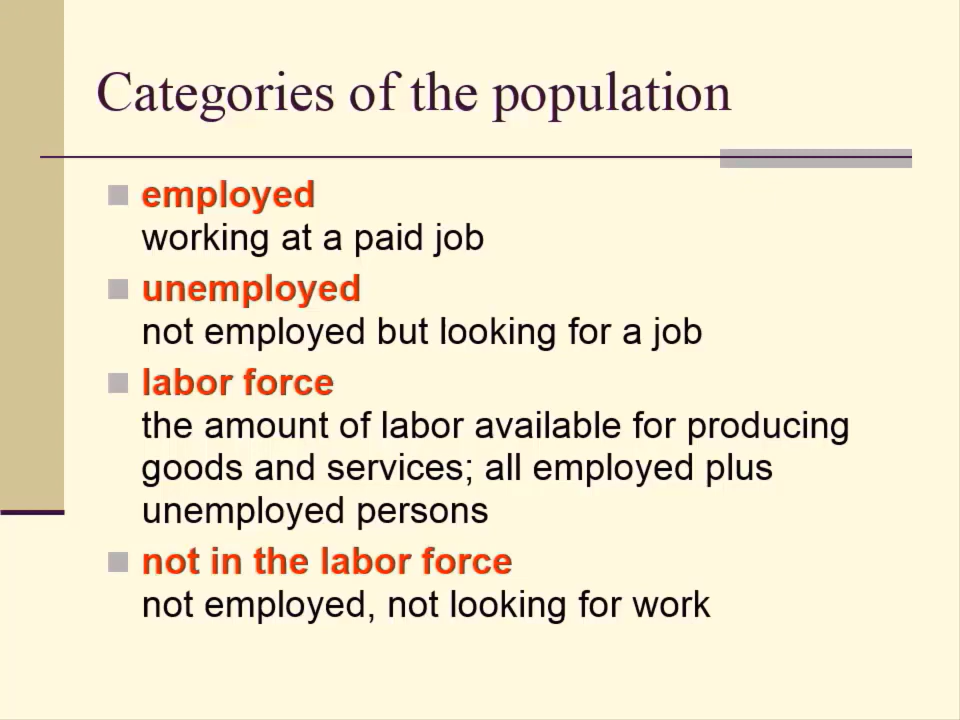 Categories of the population
employed
working at a paid job
unemployed
not employed but looking for a job
labor force
the amount of labor available for producing
goods and services; all employed plus
unemployed persons
not in the labor force
not employed, not looking for work